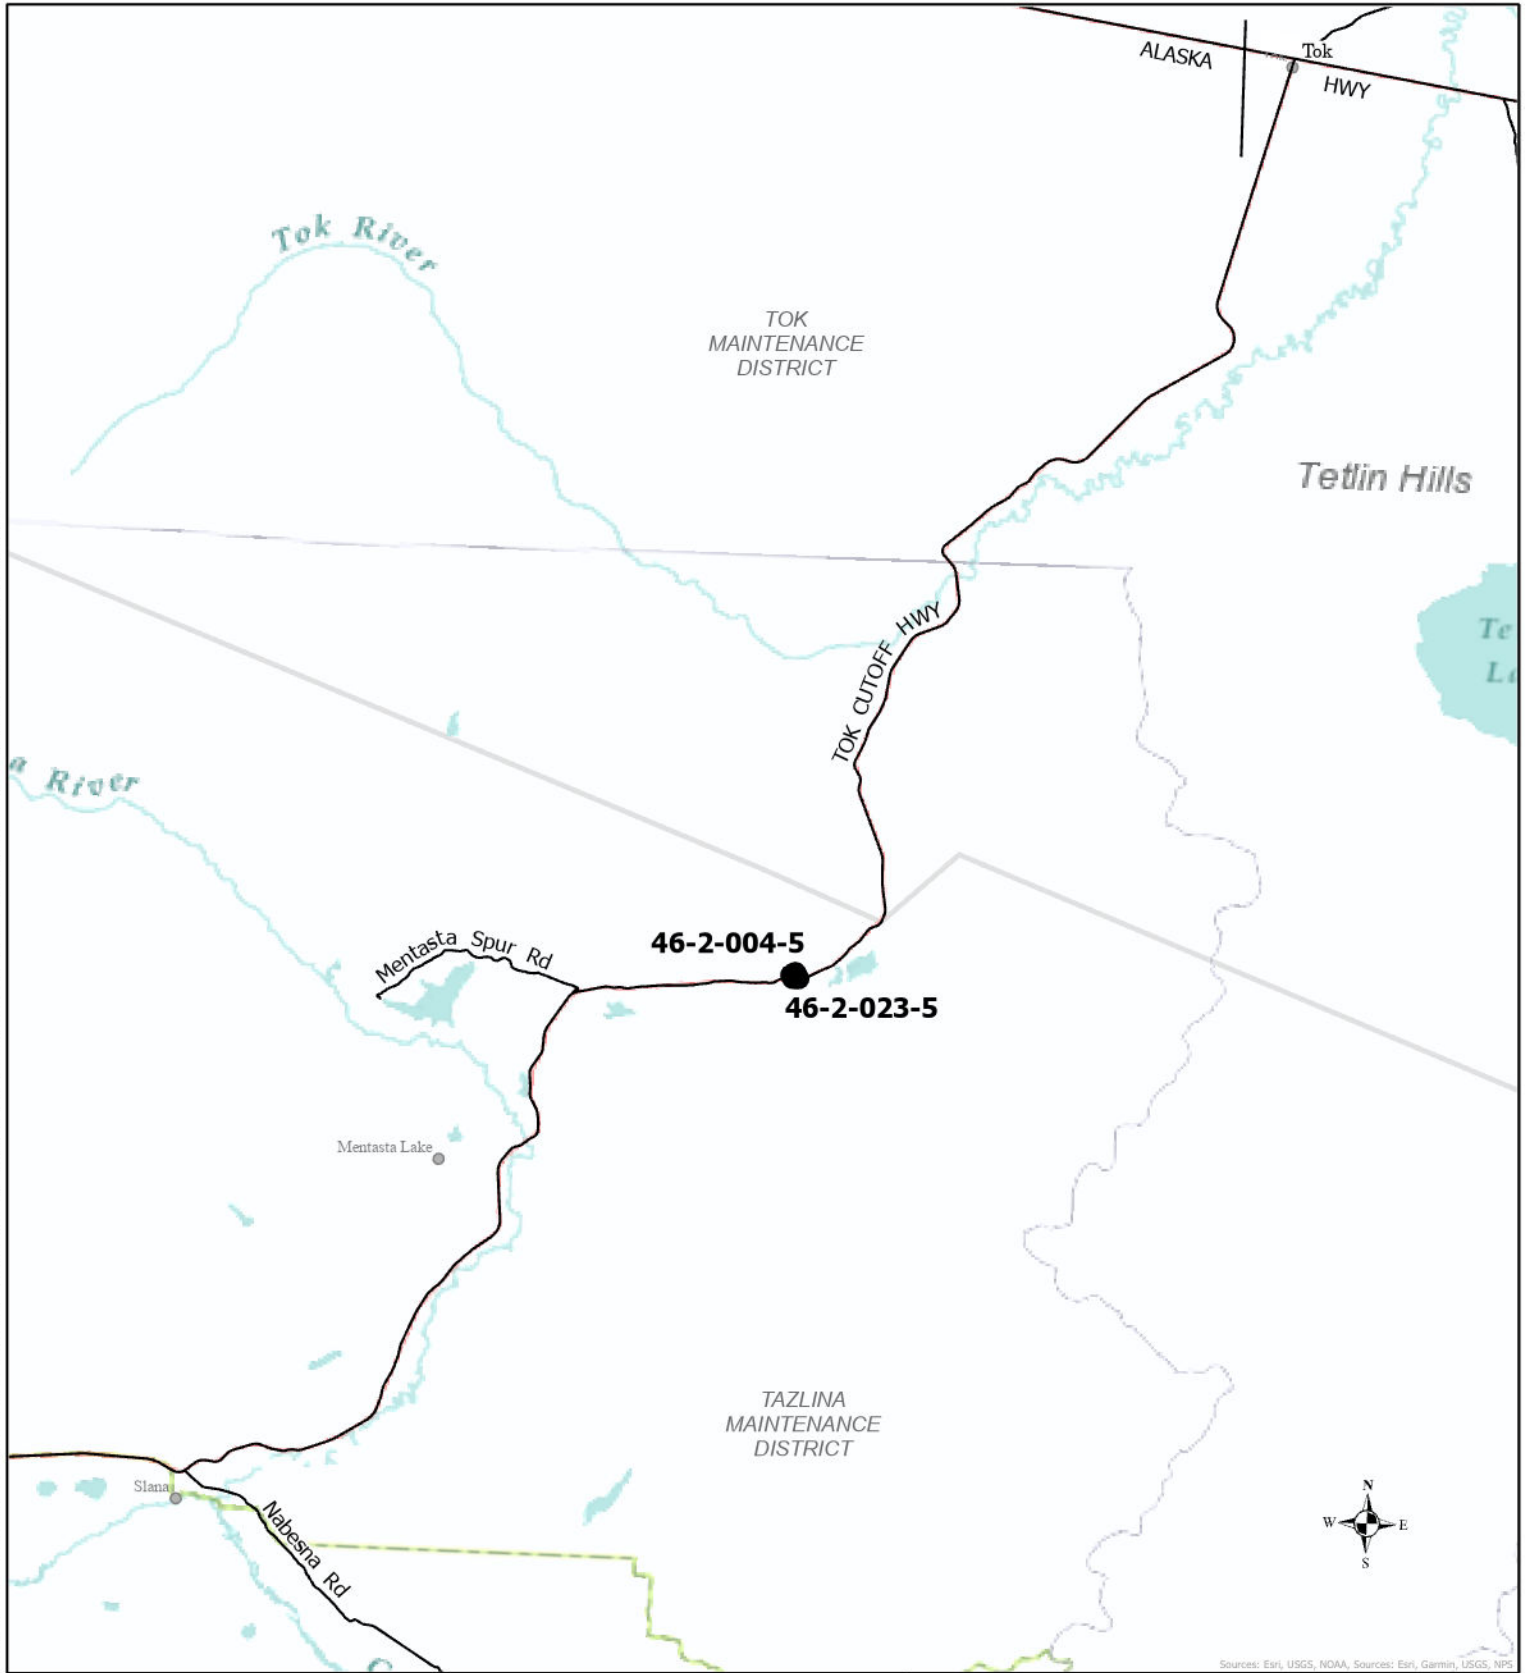 Tok
ALASKA
HWY
Tok River
TOK
MAINTENANCE
DISTRICT
Tetlin Hills
TOK CUTOFF HWY
Te
La
a River
46-2-004-5
Mentasta Spur Rd
46-2-023-5
Mentasta Lake
TAZLINA
MAINTENANCE
DISTRICT
Slana
Nabesna Rd
N
W E
S
C
Sources: Esri, USGS, NOAA, Sources: Esri, Garmin, USGS, NPS